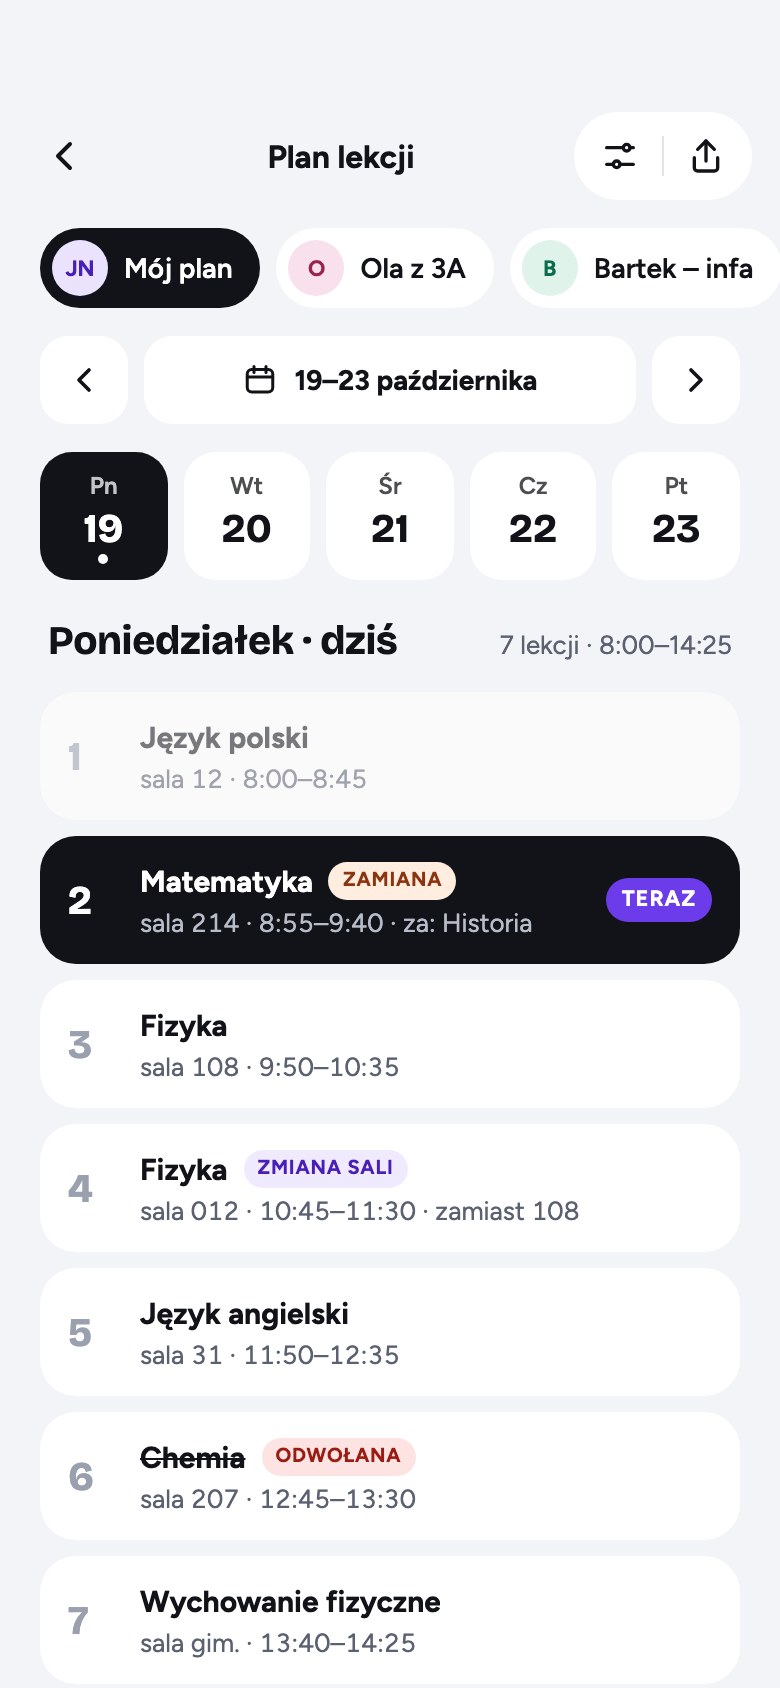 Plan lekcji
JN Mój plan
O Ola z 3A
B Bartek – infa
19–23 października
Pn Wt Śr Cz Pt
19 20 21 22 23
Poniedziałek · dziś 7 lekcji · 8:00–14:25
1 Język polski
sala 12 · 8:00–8:45
2 Matematyka ZAMIANA TERAZ
sala 214 · 8:55–9:40 · za: Historia
3 Fizyka
sala 108 · 9:50–10:35
4 Fizyka ZMIANA SALI
sala 012 · 10:45–11:30 · zamiast 108
5 Język angielski
sala 31 · 11:50–12:35
6 Chemia ODWOŁANA
sala 207 · 12:45–13:30
7 Wychowanie fizyczne
sala gim. · 13:40–14:25